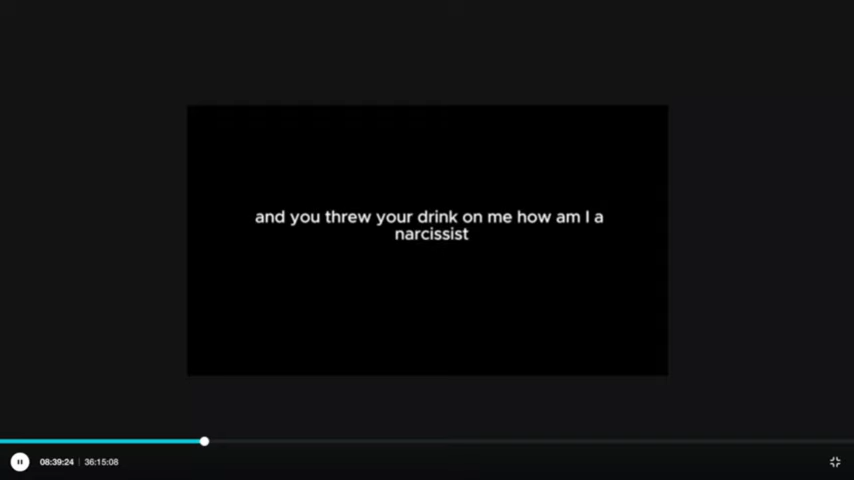 and you threw your drink on me how am I a
narcissist
08:39:24 | 36:15:08